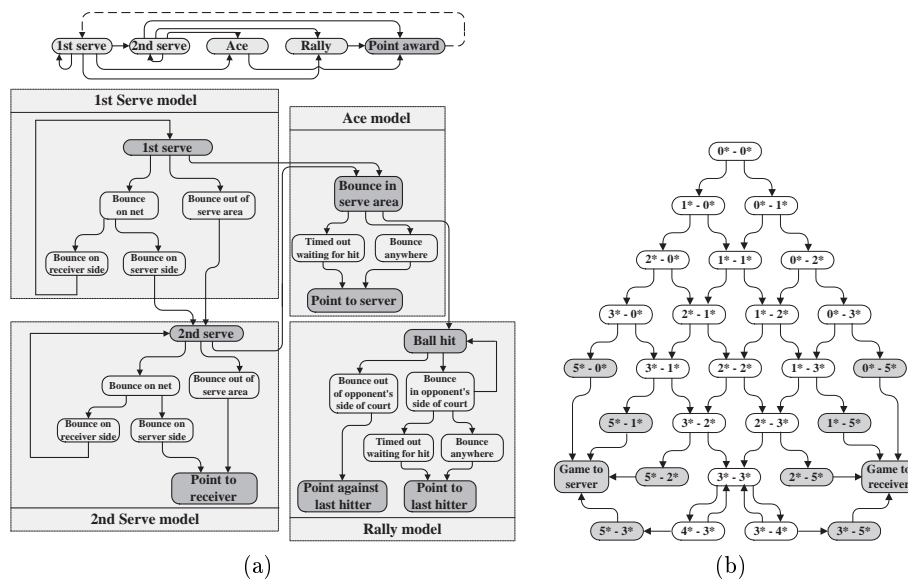 1st serve
2nd serve
Ace
Rally
Point award
1st Serve model
1st serve
Bounce
on net
Bounce out of
serve area
Bounce on
receiver side
Bounce on
server side
Ace model
Bounce in
serve area
Timed out
waiting for hit
Bounce
anywhere
Point to server
2nd serve
Bounce on net
Bounce out of
serve area
Bounce on
receiver side
Bounce on
server side
Point to
receiver
2nd Serve model
Ball hit
Bounce out
of opponent's
side of court
Bounce
in opponent's
side of court
Timed out
waiting for hit
Bounce
anywhere
Point against
last hitter
Point to
last hitter
Rally model
(a)
0* - 0*
1* - 0*
0* - 1*
2* - 0*
1* - 1*
0* - 2*
3* - 0*
2* - 1*
1* - 2*
0* - 3*
5* - 0*
3* - 1*
2* - 2*
1* - 3*
0* - 5*
5* - 1*
3* - 2*
2* - 3*
1* - 5*
Game to
server
5* - 2*
3* - 3*
2* - 5*
Game to
receiver
5* - 3*
4* - 3*
3* - 4*
3* - 5*
(b)